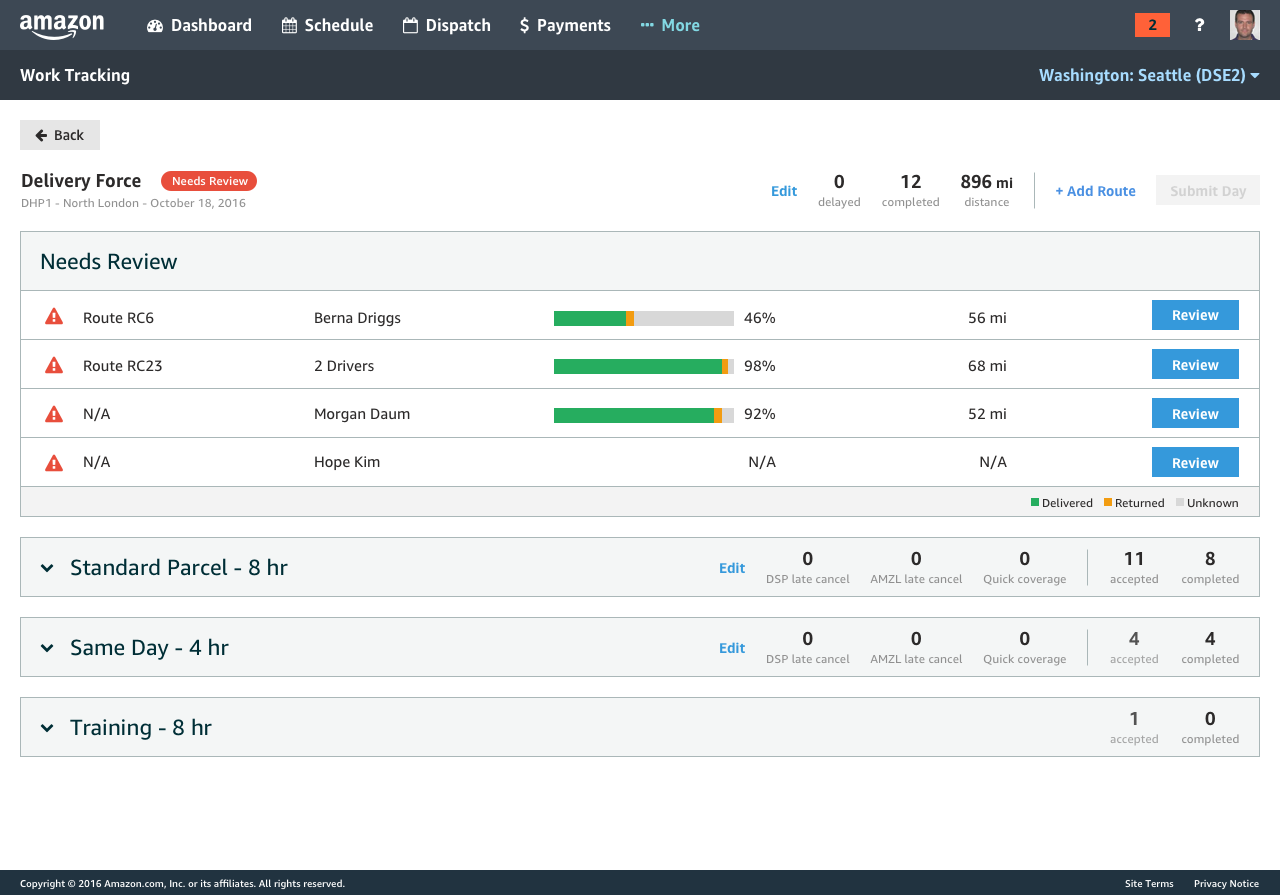 amazon Dashboard Schedule Dispatch $ Payments ••• More 2 ?
Work Tracking Washington: Seattle (DSE2)
Back
Delivery Force Needs Review
DHP1 - North London - October 18, 2016
Edit 0 12 896 mi + Add Route Submit Day
delayed completed distance
Needs Review
Route RC6 Berna Driggs 46% 56 mi Review
Route RC23 2 Drivers 98% 68 mi Review
N/A Morgan Daum 92% 52 mi Review
N/A Hope Kim N/A N/A Review
Delivered Returned Unknown
Standard Parcel - 8 hr Edit 0 0 0 11 8
DSP late cancel AMZL late cancel Quick coverage accepted completed
Same Day - 4 hr Edit 0 0 0 4 4
DSP late cancel AMZL late cancel Quick coverage accepted completed
Training - 8 hr 1 0
accepted completed
Copyright © 2016 Amazon.com, Inc. or its affiliates. All rights reserved. Site Terms Privacy Notice